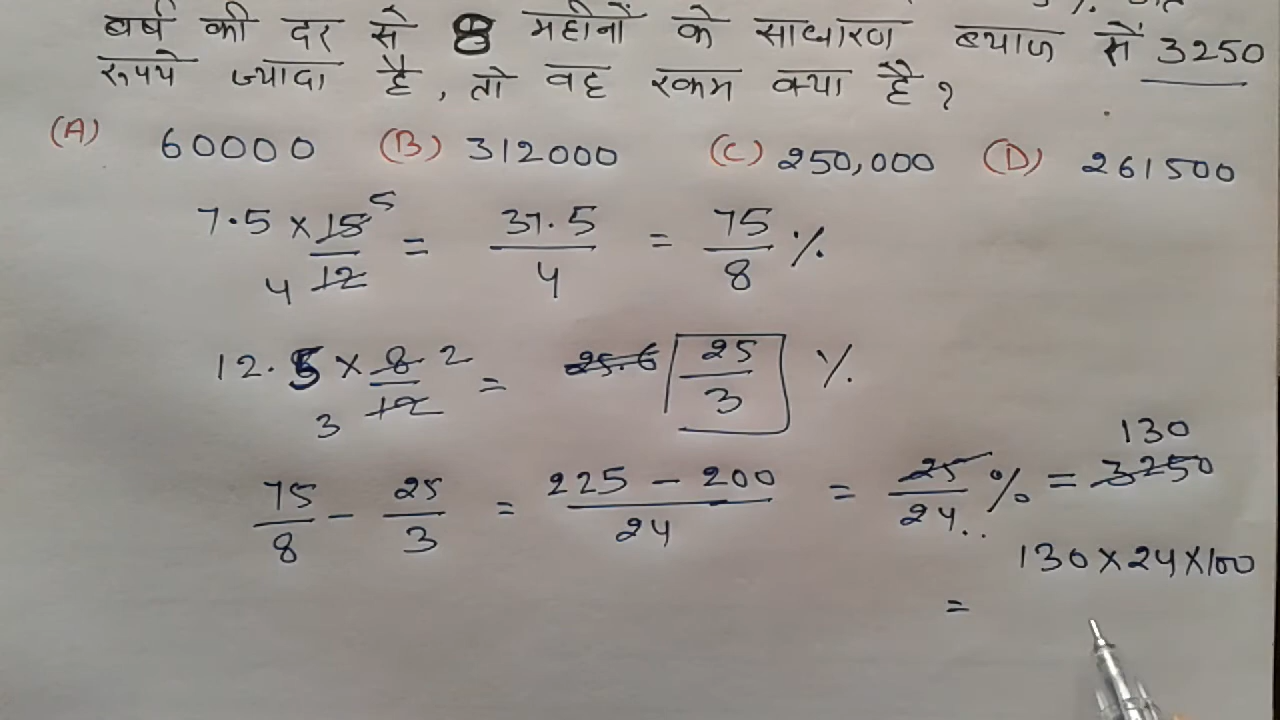 वर्ष की दर से 8 महीनों के साधारण ब्याज से 3250
रूपये ज्यादा है, तो वह रकम क्या है ?
(A) 60000 (B) 312000 (C) 250,000 (D) 261500
7.5 × 15/12 5 4 = 37.5/4 = 75/8 %
12.5 × 8/12 2 3 = 25/3 %
130
75/8 - 25/3 = 225 - 200/24 = 25/24 % = 3250
130×24×100
=